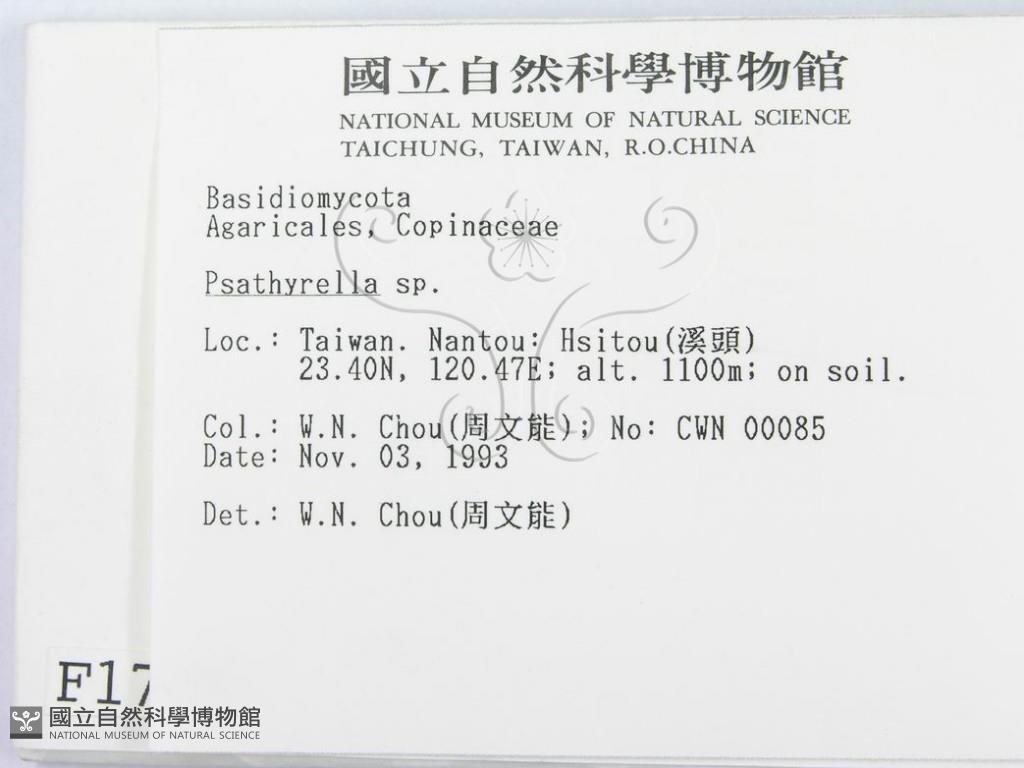 國立自然科學博物館
NATIONAL MUSEUM OF NATURAL SCIENCE
TAICHUNG, TAIWAN, R.O.CHINA
Basidiomycota
Agaricales, Copinaceae
Psathyrella sp.
Loc.: Taiwan. Nantou: Hsitou(溪頭)
23.40N, 120.47E; alt. 1100m; on soil.
Col.: W.N. Chou(周文能); No: CWN 00085
Date: Nov. 03, 1993
Det.: W.N. Chou(周文能)
F17
國立自然科學博物館
NATIONAL MUSEUM OF NATURAL SCIENCE